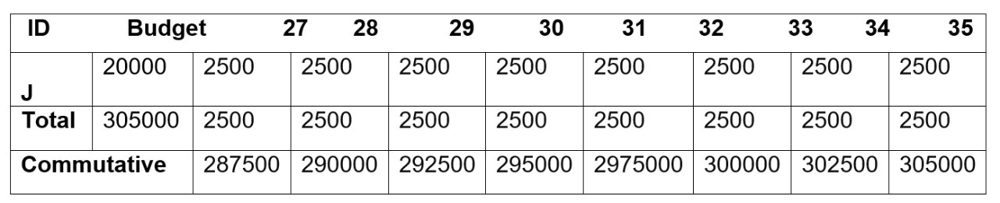 ID Budget 27 28 29 30 31 32 33 34 35
J 20000 2500 2500 2500 2500 2500 2500 2500 2500
Total 305000 2500 2500 2500 2500 2500 2500 2500 2500
Commutative 287500 290000 292500 295000 2975000 300000 302500 305000